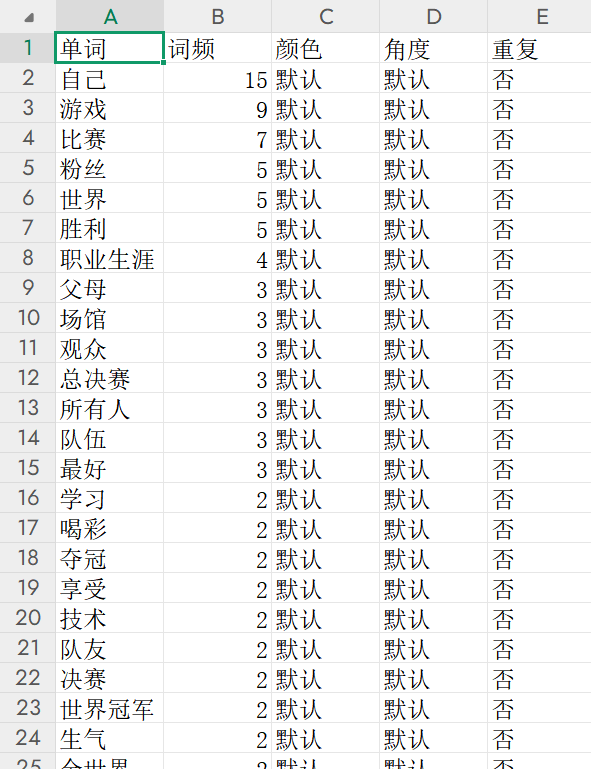 A B C D E
1 单词 词频 颜色 角度 重复
2 自己 15 默认 默认 否
3 游戏 9 默认 默认 否
4 比赛 7 默认 默认 否
5 粉丝 5 默认 默认 否
6 世界 5 默认 默认 否
7 胜利 5 默认 默认 否
8 职业生涯 4 默认 默认 否
9 父母 3 默认 默认 否
10 场馆 3 默认 默认 否
11 观众 3 默认 默认 否
12 总决赛 3 默认 默认 否
13 所有人 3 默认 默认 否
14 队伍 3 默认 默认 否
15 最好 3 默认 默认 否
16 学习 2 默认 默认 否
17 喝彩 2 默认 默认 否
18 夺冠 2 默认 默认 否
19 享受 2 默认 默认 否
20 技术 2 默认 默认 否
21 队友 2 默认 默认 否
22 决赛 2 默认 默认 否
23 世界冠军 2 默认 默认 否
24 生气 2 默认 默认 否
25 全世界 2 默认 默认 否